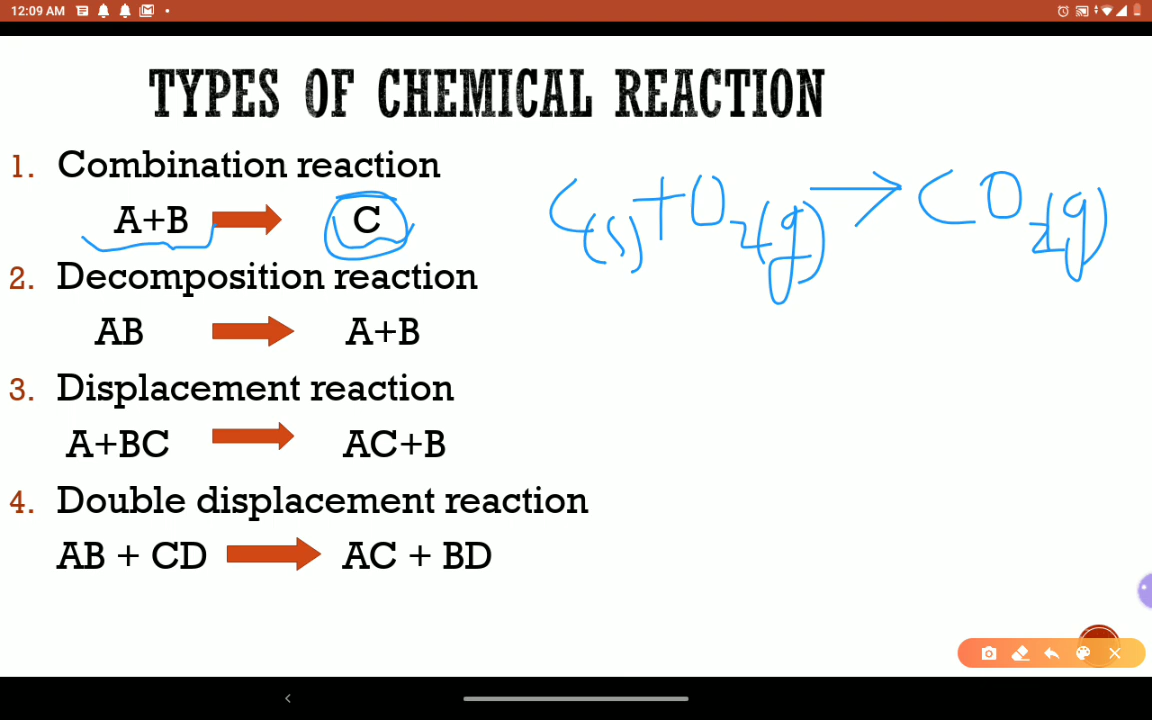 12:09 AM
TYPES OF CHEMICAL REACTION
1. Combination reaction
A+B C
C(s)+O2(g) → CO2(g)
2. Decomposition reaction
AB A+B
3. Displacement reaction
A+BC AC+B
4. Double displacement reaction
AB + CD AC + BD